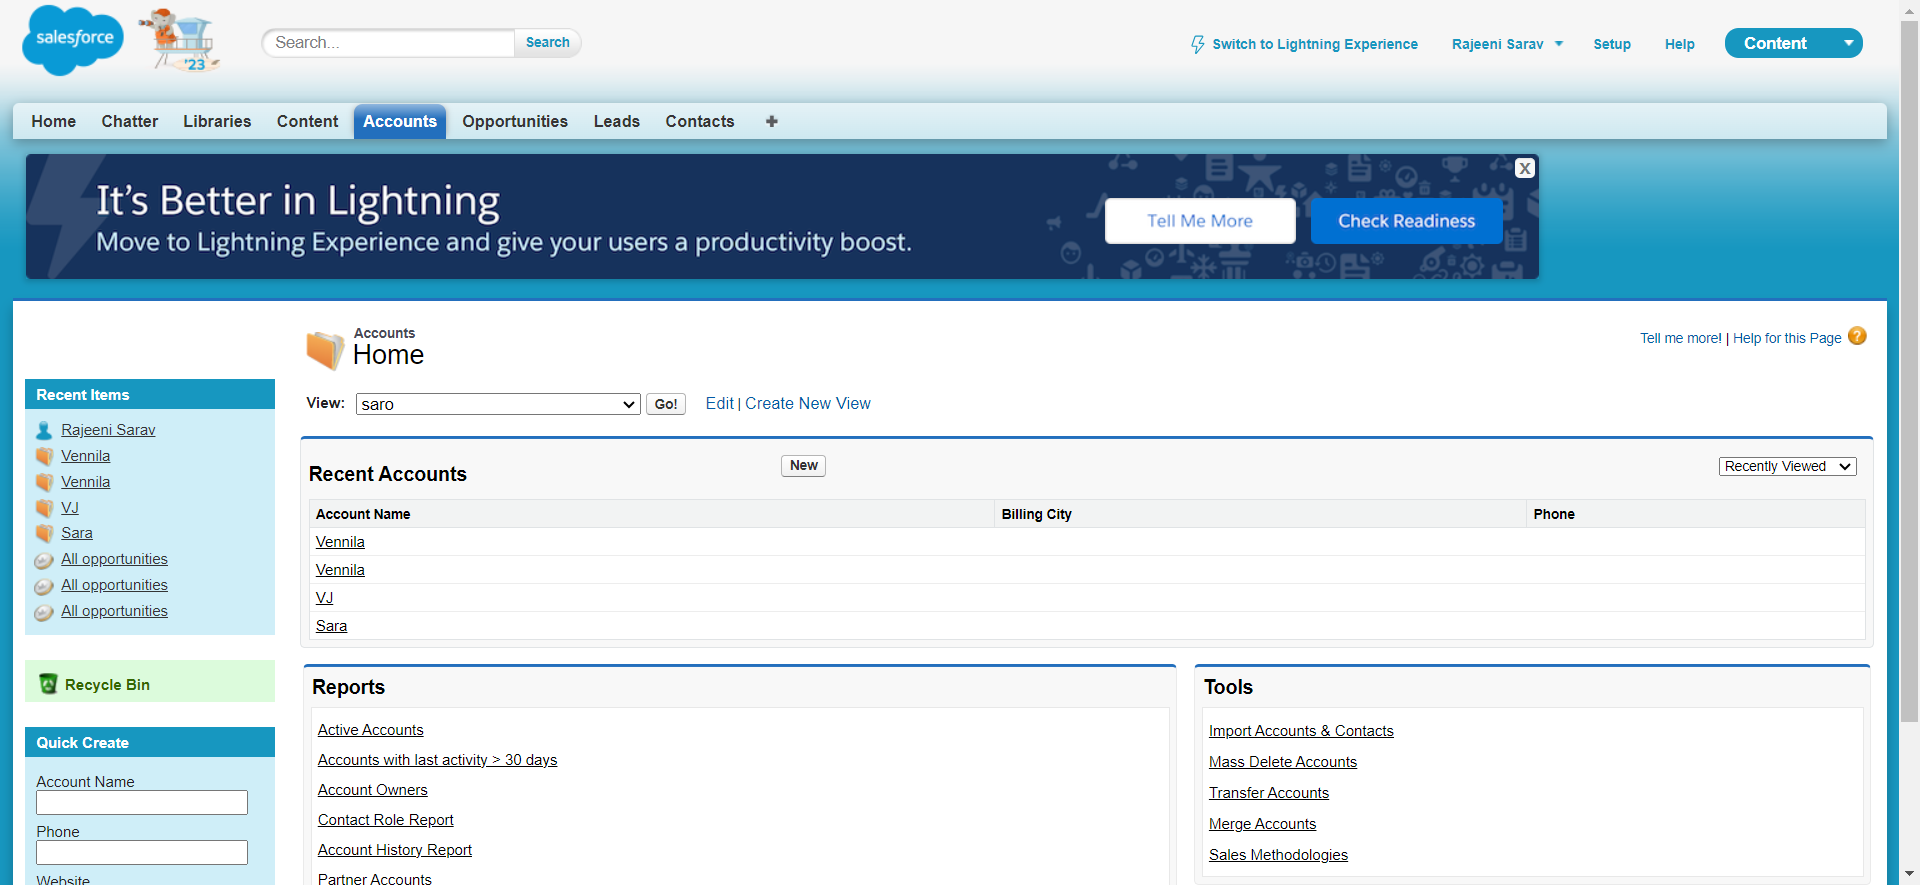 salesforce
'23
Search...
Search
Switch to Lightning Experience
Rajeeni Sarav
Setup
Help
Content
Home
Chatter
Libraries
Content
Accounts
Opportunities
Leads
Contacts
+
It's Better in Lightning
Move to Lightning Experience and give your users a productivity boost.
Tell Me More
Check Readiness
X
Accounts
Home
Tell me more! | Help for this Page
?
View:
saro
Go!
Edit | Create New View
Recent Items
Rajeeni Sarav
Vennila
Vennila
VJ
Sara
All opportunities
All opportunities
All opportunities
Recycle Bin
Quick Create
Account Name
Phone
Website
Recent Accounts
New
Recently Viewed
Account Name
Billing City
Phone
Vennila
Vennila
VJ
Sara
Reports
Active Accounts
Accounts with last activity > 30 days
Account Owners
Contact Role Report
Account History Report
Partner Accounts
Tools
Import Accounts & Contacts
Mass Delete Accounts
Transfer Accounts
Merge Accounts
Sales Methodologies